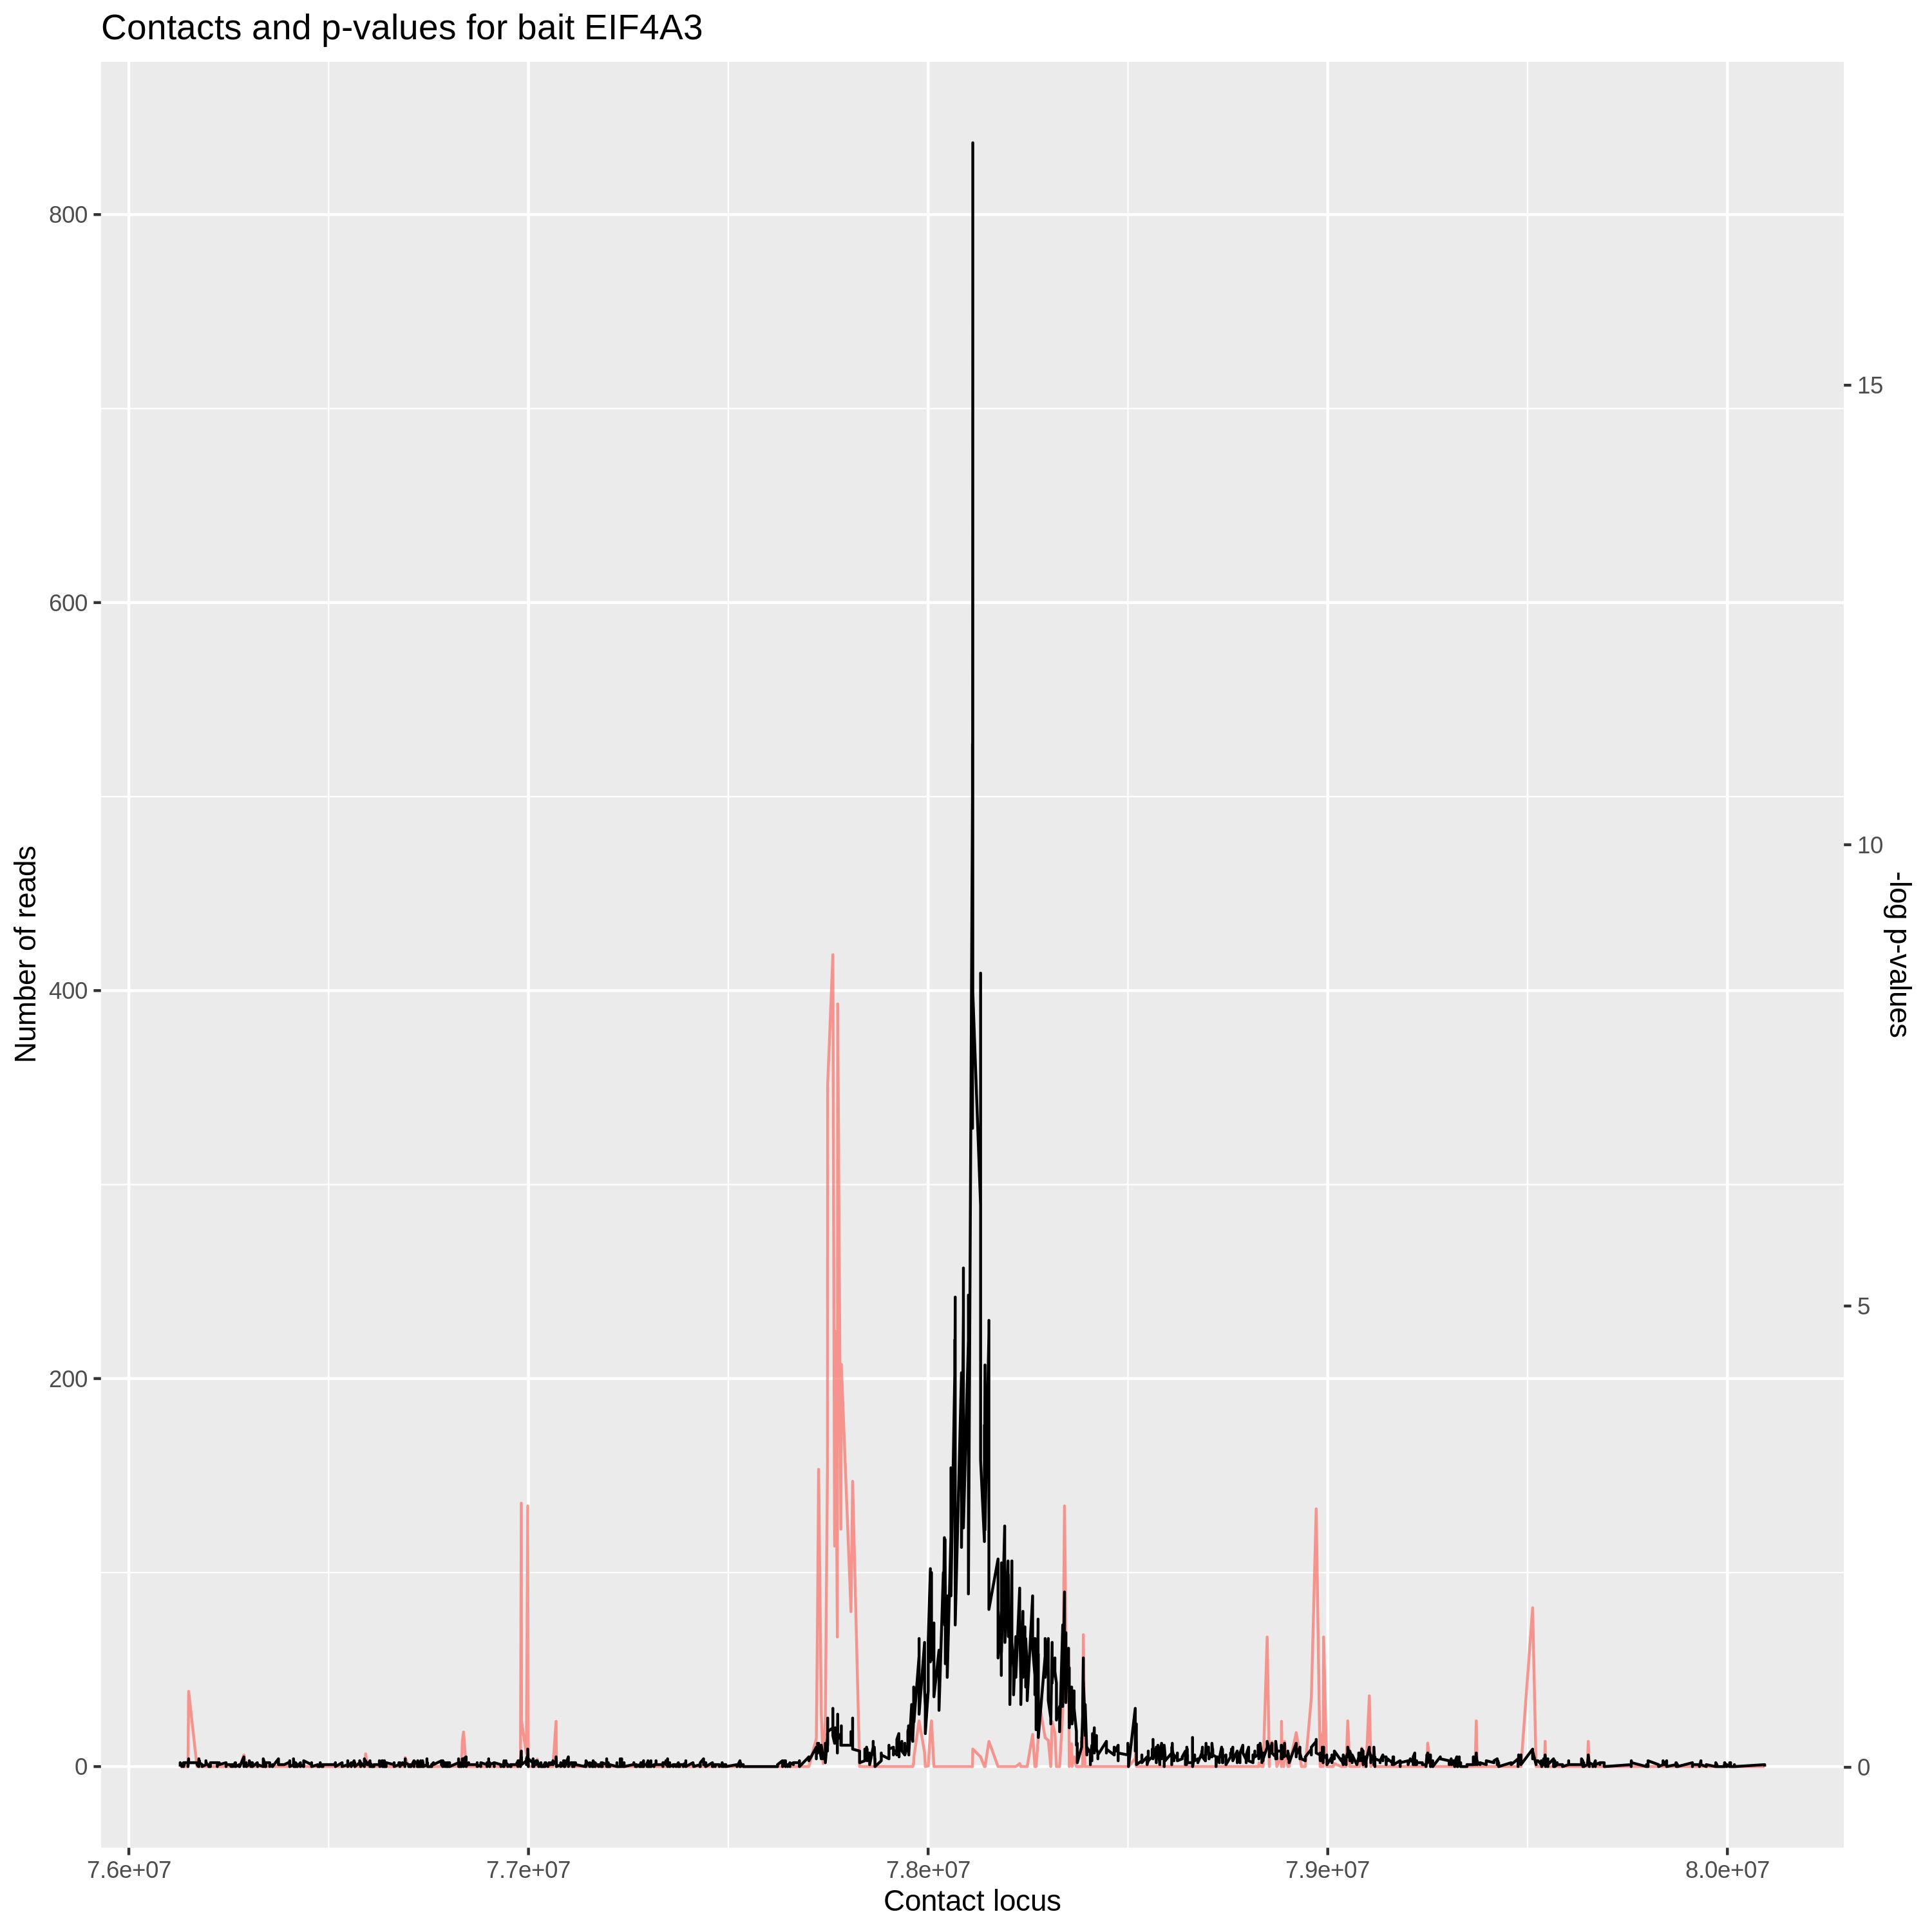 Contacts and p-values for bait EIF4A3
800
600
400
200
0
Number of reads
15
10
5
0
-log p-values
7.6e+07
7.7e+07
7.8e+07
7.9e+07
8.0e+07
Contact locus